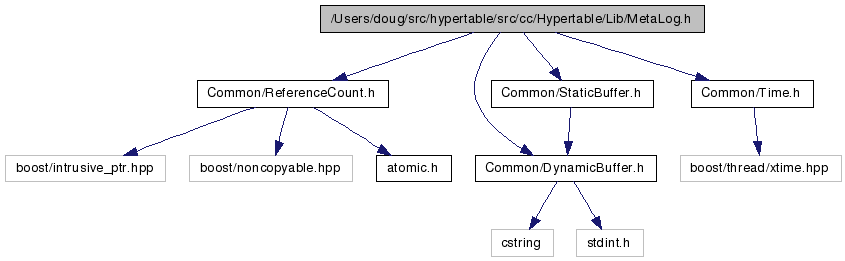 /Users/doug/src/hypertable/src/cc/Hypertable/Lib/MetaLog.h
Common/ReferenceCount.h
Common/StaticBuffer.h
Common/Time.h
boost/intrusive_ptr.hpp
boost/noncopyable.hpp
atomic.h
Common/DynamicBuffer.h
boost/thread/xtime.hpp
cstring
stdint.h